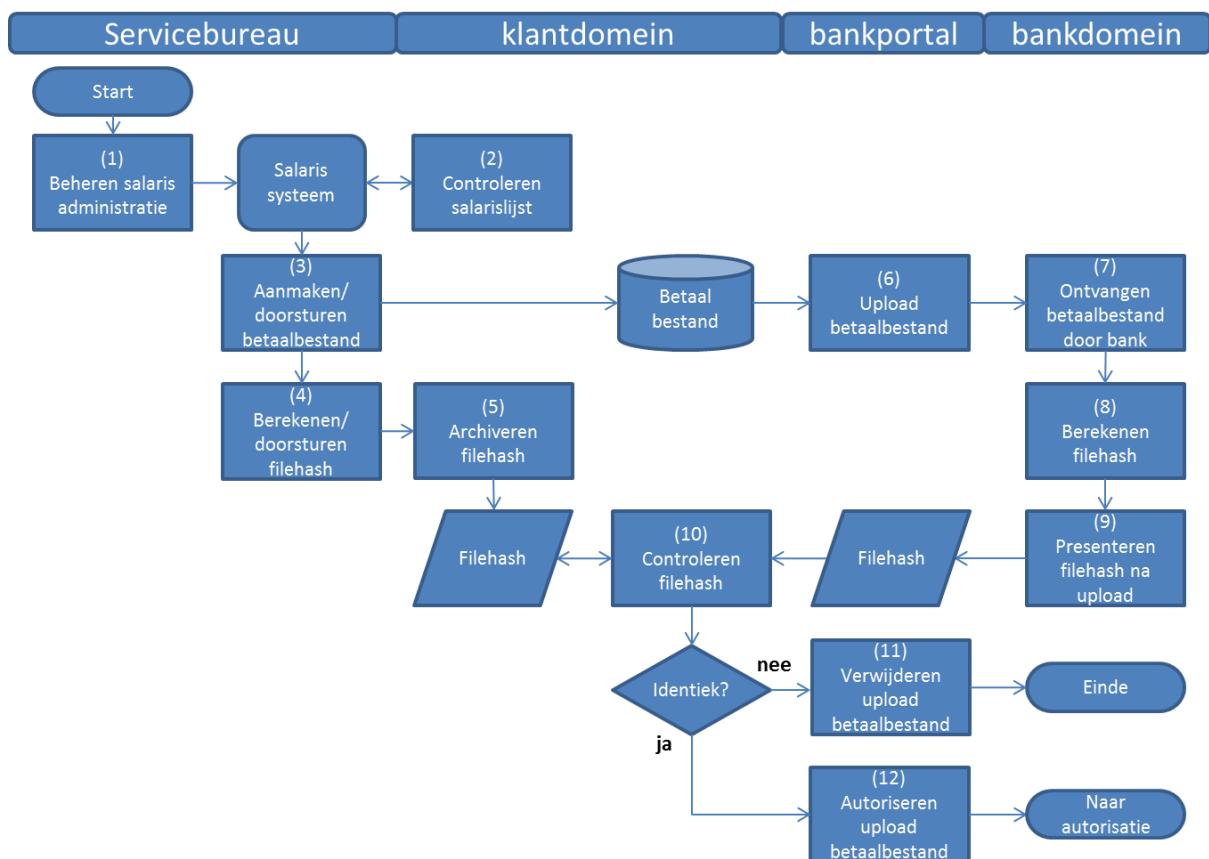 Servicebureau
klantdomein
bankportal
bankdomein
Start
(1)
Beheren salaris
administratie
Salaris
systeem
(2)
Controleren
salarislijst
(3)
Aanmaken/
doorsturen
betaalbestand
Betaal
bestand
(6)
Upload
betaalbestand
(7)
Ontvangen
betaalbestand
door bank
(4)
Berekenen/
doorsturen
filehash
(5)
Archiveren
filehash
(8)
Berekenen
filehash
Filehash
(10)
Controleren
filehash
Filehash
(9)
Presenteren
filehash na
upload
Identiek?
nee
ja
(11)
Verwijderen
upload
betaalbestand
Einde
(12)
Autoriseren
upload
betaalbestand
Naar
autorisatie